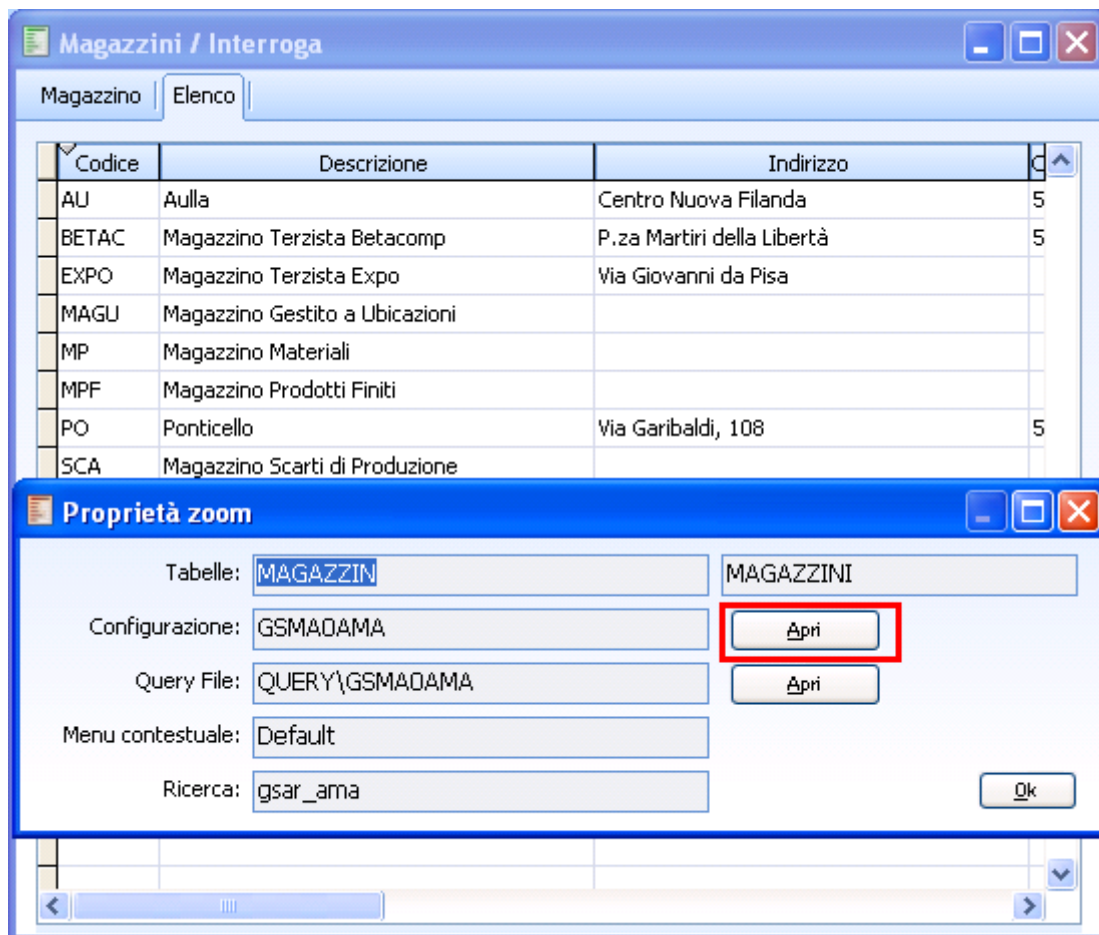 Magazzini / Interroga
Magazzino Elenco
Codice Descrizione Indirizzo C
AU Aulla Centro Nuova Filanda 5
BETAC Magazzino Terzista Betacomp P.za Martiri della Libertà 5
EXPO Magazzino Terzista Expo Via Giovanni da Pisa
MAGU Magazzino Gestito a Ubicazioni
MP Magazzino Materiali
MPF Magazzino Prodotti Finiti
PO Ponticello Via Garibaldi, 108 5
SCA Magazzino Scarti di Produzione
Proprietà zoom
Tabelle: MAGAZZIN MAGAZZINI
Configurazione: GSMA0AMA Apri
Query File: QUERY\GSMA0AMA Apri
Menu contestuale: Default
Ricerca: gsar_ama Ok